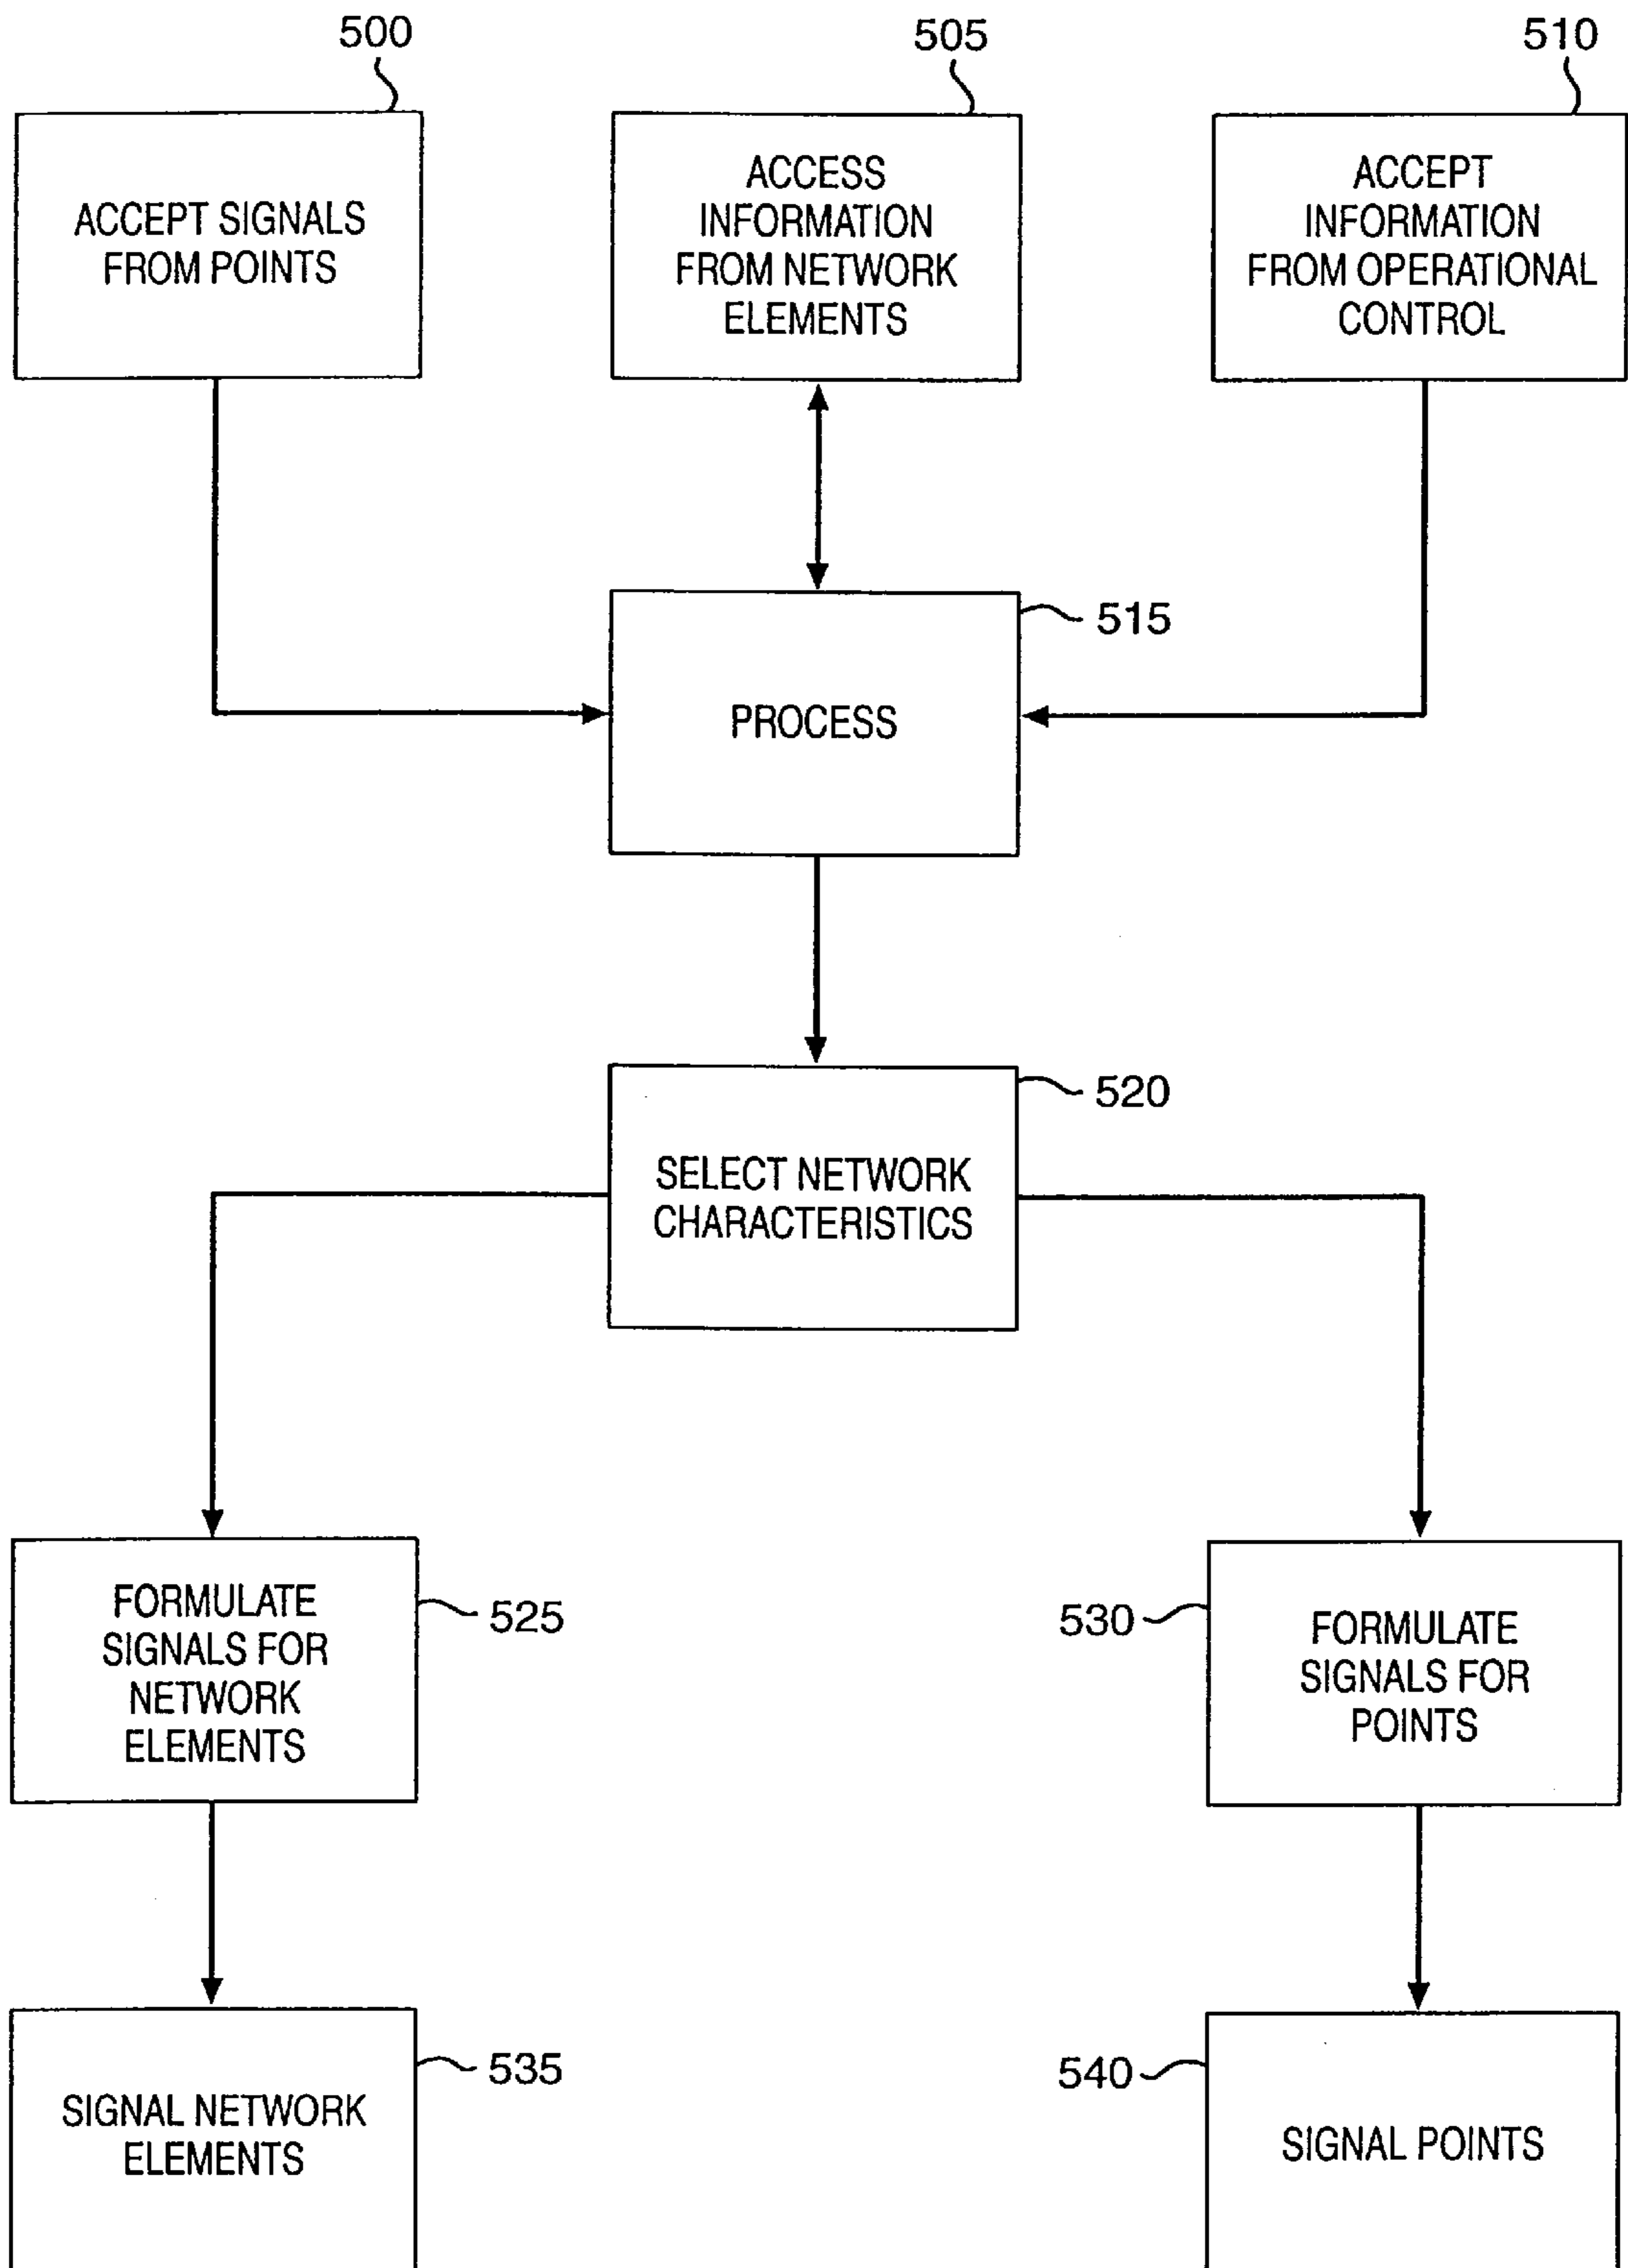 500
505
510
ACCEPT SIGNALS
FROM POINTS
ACCESS
INFORMATION
FROM NETWORK
ELEMENTS
ACCEPT
INFORMATION
FROM OPERATIONAL
CONTROL
515
PROCESS
520
SELECT NETWORK
CHARACTERISTICS
FORMULATE
SIGNALS FOR
NETWORK
ELEMENTS
525
530
FORMULATE
SIGNALS FOR
POINTS
535
SIGNAL NETWORK
ELEMENTS
540
SIGNAL POINTS